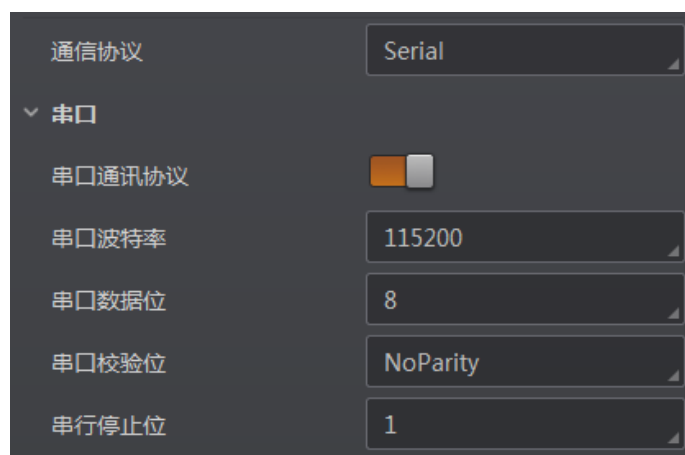 通信协议 Serial
串口
串口通讯协议
串口波特率 115200
串口数据位 8
串口校验位 NoParity
串行停止位 1